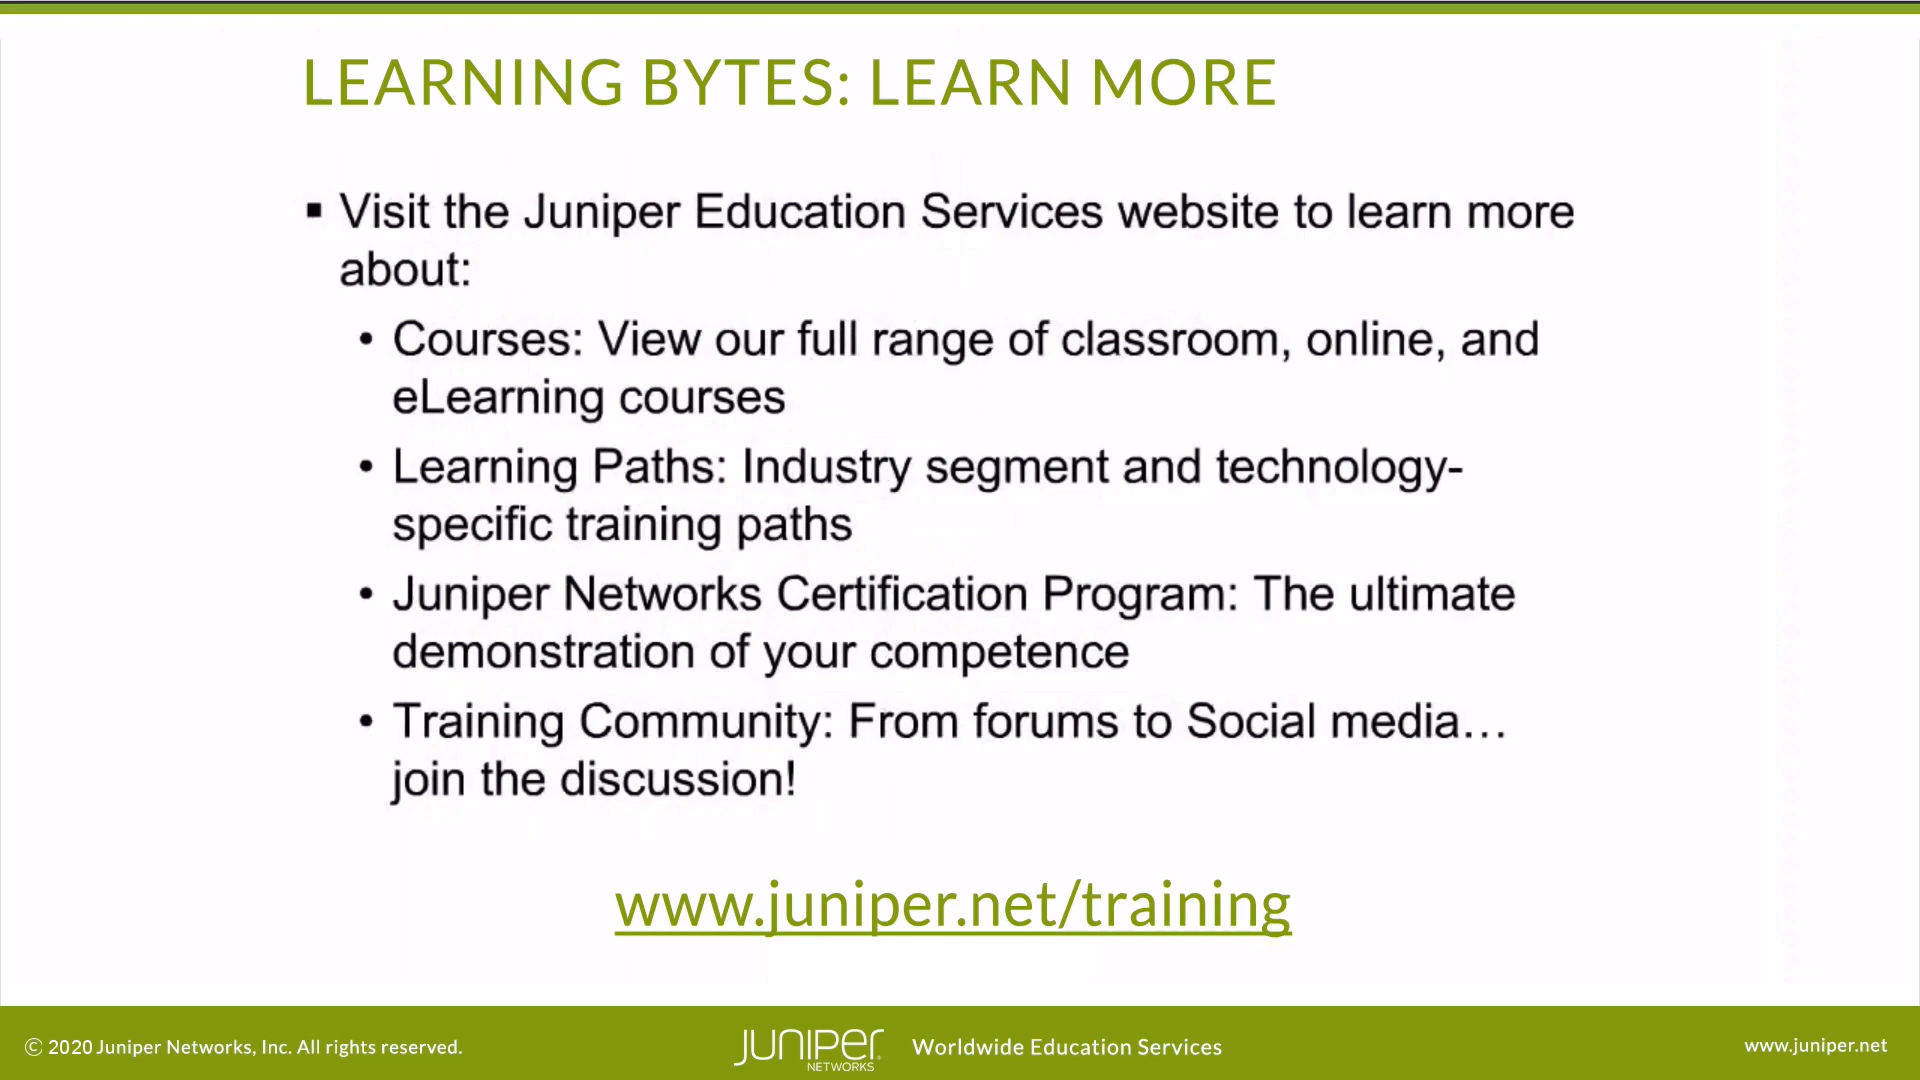 LEARNING BYTES: LEARN MORE
▪ Visit the Juniper Education Services website to learn more
about:
• Courses: View our full range of classroom, online, and
eLearning courses
• Learning Paths: Industry segment and technology-
specific training paths
• Juniper Networks Certification Program: The ultimate
demonstration of your competence
• Training Community: From forums to Social media…
join the discussion!
www.juniper.net/training
© 2020 Juniper Networks, Inc. All rights reserved.
JUNIPER
NETWORKS
Worldwide Education Services
www.juniper.net